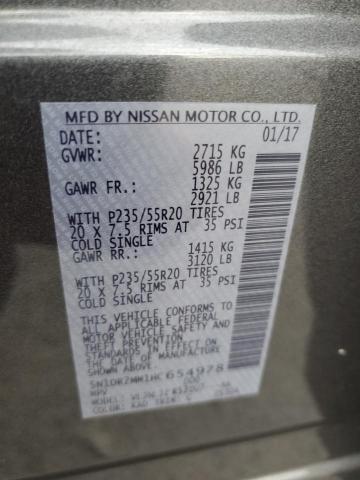 MFD BY NISSAN MOTOR CO., LTD.
DATE: 01/17
GVWR: 2715 KG
5986 LB
GAWR FR.: 1325 KG
2921 LB
WITH P235/55R20 TIRES
20 X 7.5 RIMS AT 35 PSI
COLD SINGLE
GAWR RR.: 1415 KG
3120 LB
WITH P235/55R20 TIRES
20 X 7.5 RIMS AT 35 PSI
COLD SINGLE
THIS VEHICLE CONFORMS TO
ALL APPLICABLE FEDERAL
MOTOR VEHICLE SAFETY AND
THEFT PREVENTION
STANDARDS IN EFFECT ON
THE DATE OF MANUFACTURE
SHOWN ABOVE.
5N1DR2MM1HC654978
MPV
COLOR: KAD TRIM: G